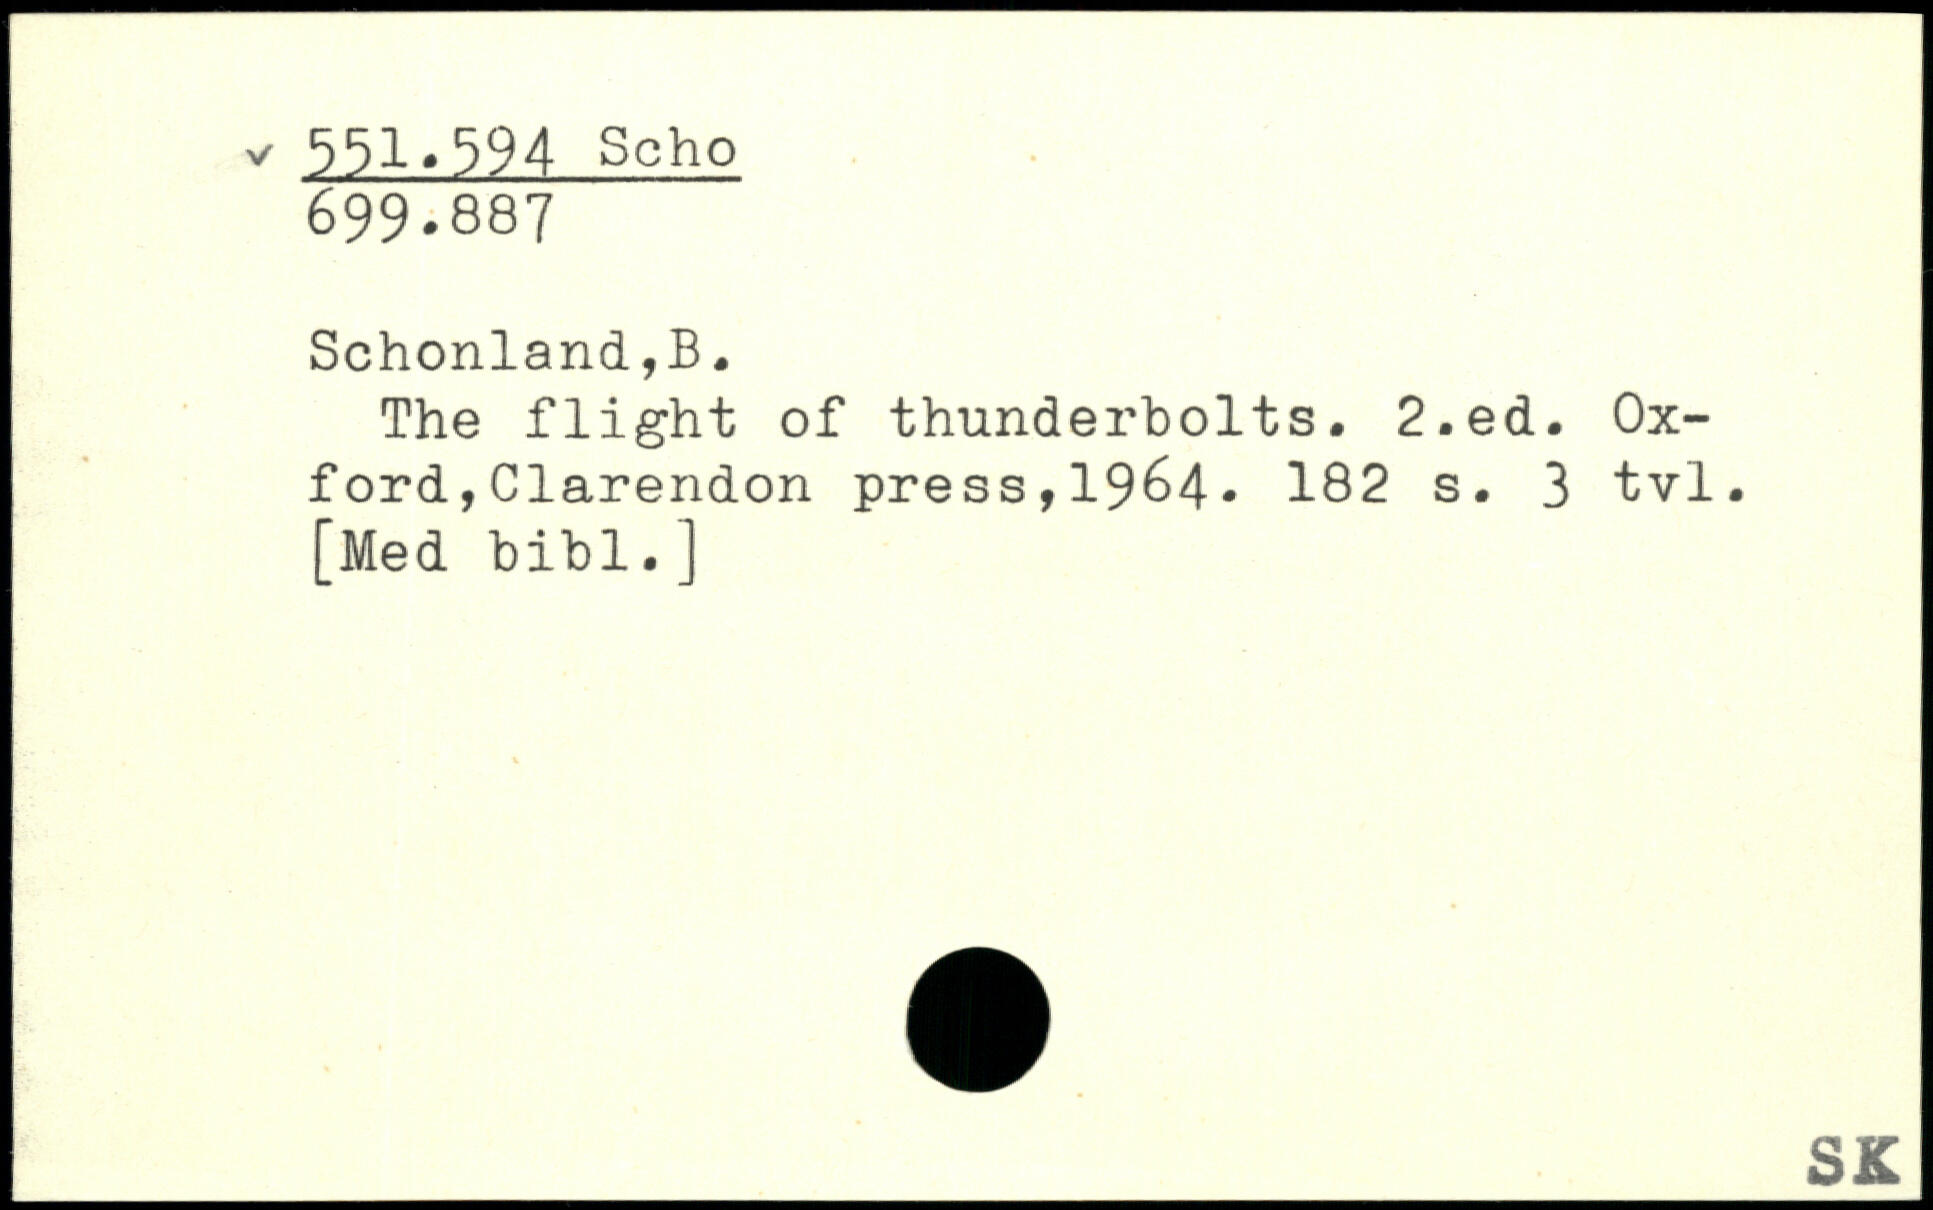 v 551.594 Scho
699.887
Schonland,B.
The flight of thunderbolts. 2.ed. Ox-
ford,Clarendon press,1964. 182 s. 3 tvl.
[Med bibl.]
SK